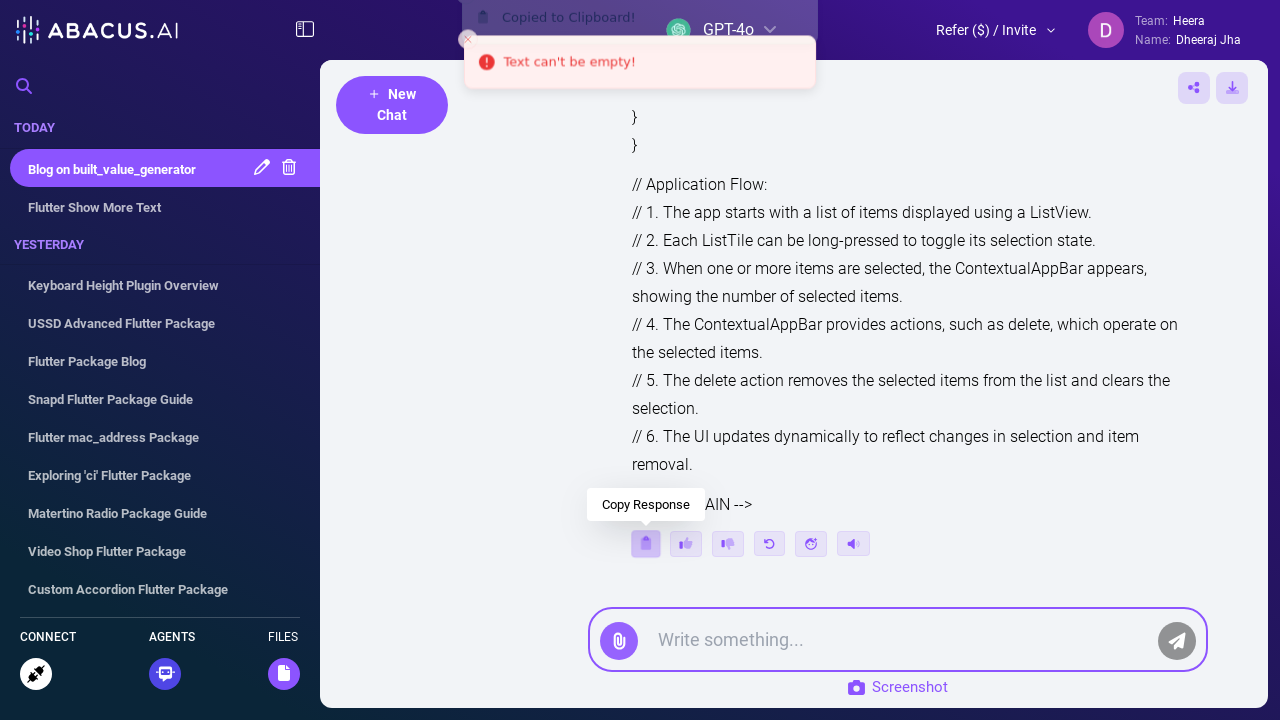 ABACUS.AI
Copied to Clipboard!
GPT-4o
Refer ($) / Invite
D
Team: Heera
Name: Dheeraj Jha
Text can't be empty!
+ New
Chat
TODAY
Blog on built_value_generator
Flutter Show More Text
YESTERDAY
Keyboard Height Plugin Overview
USSD Advanced Flutter Package
Flutter Package Blog
Snapd Flutter Package Guide
Flutter mac_address Package
Exploring 'ci' Flutter Package
Matertino Radio Package Guide
Video Shop Flutter Package
Custom Accordion Flutter Package
CONNECT
AGENTS
FILES
}
}
// Application Flow:
// 1. The app starts with a list of items displayed using a ListView.
// 2. Each ListTile can be long-pressed to toggle its selection state.
// 3. When one or more items are selected, the ContextualAppBar appears,
showing the number of selected items.
// 4. The ContextualAppBar provides actions, such as delete, which operate on
the selected items.
// 5. The delete action removes the selected items from the list and clears the
selection.
// 6. The UI updates dynamically to reflect changes in selection and item
removal.
Copy Response
AIN -->
Write something...
Screenshot